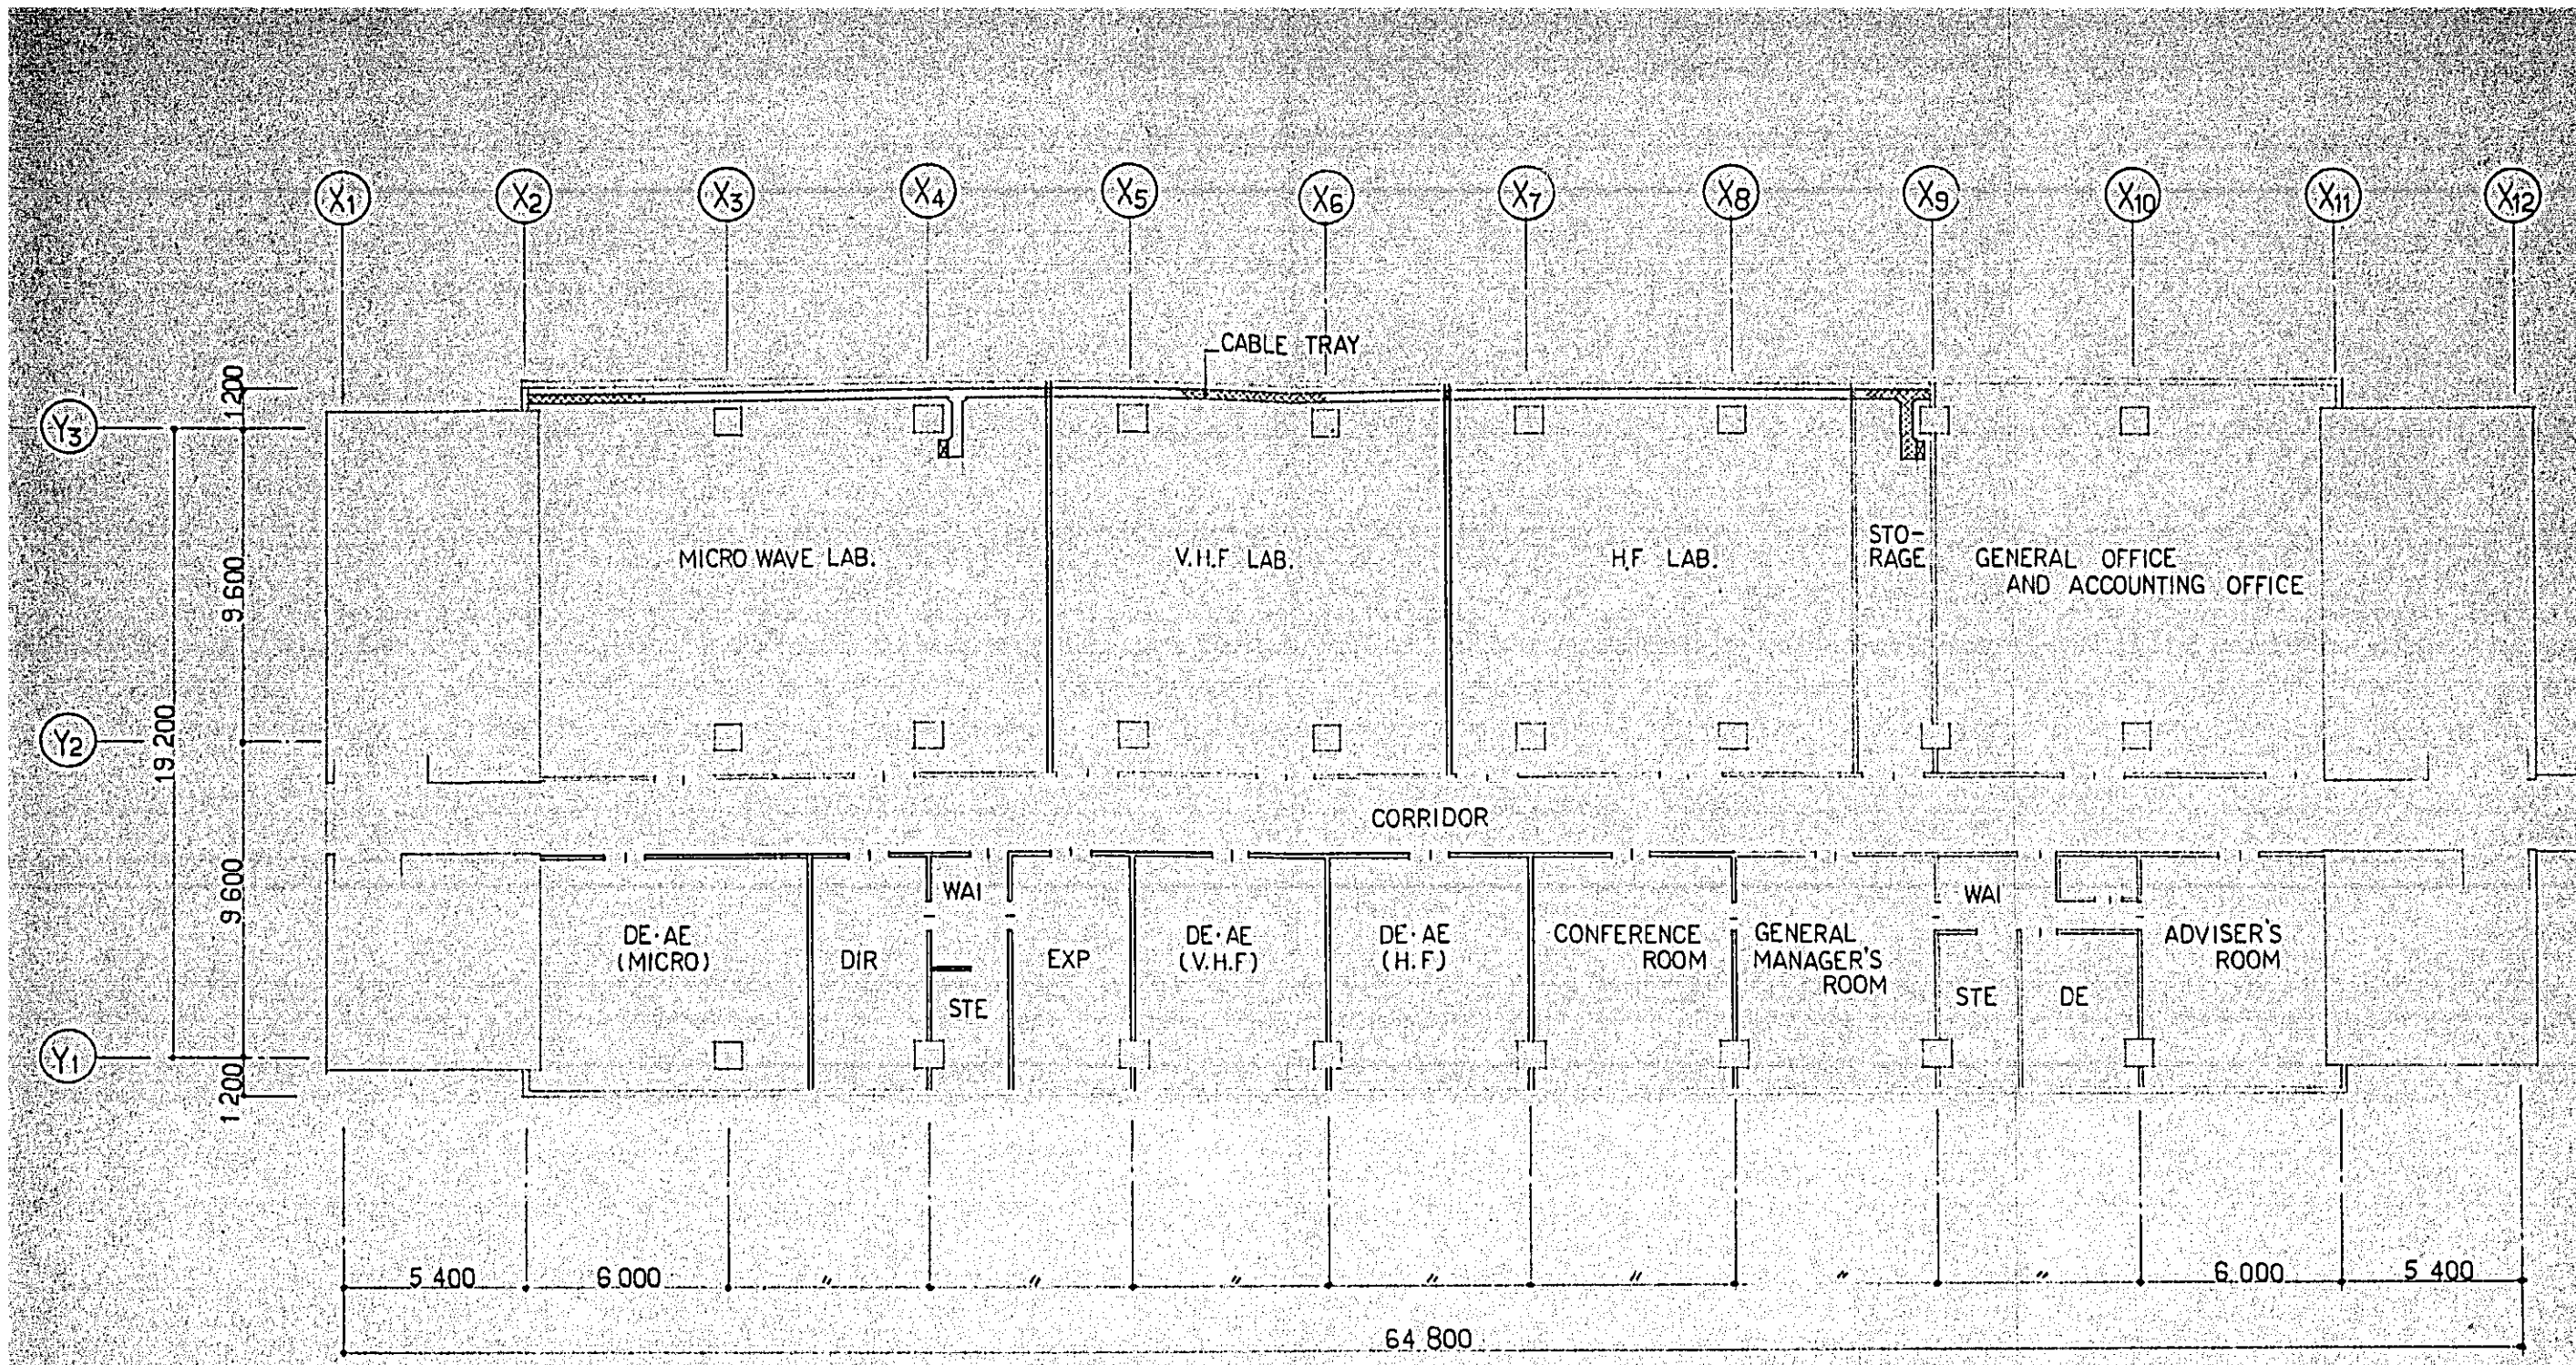 X1
X2
X3
X4
X5
X6
X7
X8
X9
X10
X11
X12
CABLE TRAY
1200
Y3
9 600
19 200
Y2
9 600
Y1
1 200
MICRO WAVE LAB.
V.H.F LAB.
H.F LAB.
STO-
RAGE
GENERAL OFFICE
AND ACCOUNTING OFFICE
CORRIDOR
DE·AE
(MICRO)
DIR
WAI
STE
EXP
DE·AE
(V.H.F)
DE·AE
(H.F)
CONFERENCE
ROOM
GENERAL
MANAGER'S
ROOM
WAI
STE
DE
ADVISER'S
ROOM
5 400
6 000
〃
〃
〃
〃
〃
〃
〃
6 000
5 400
64 800